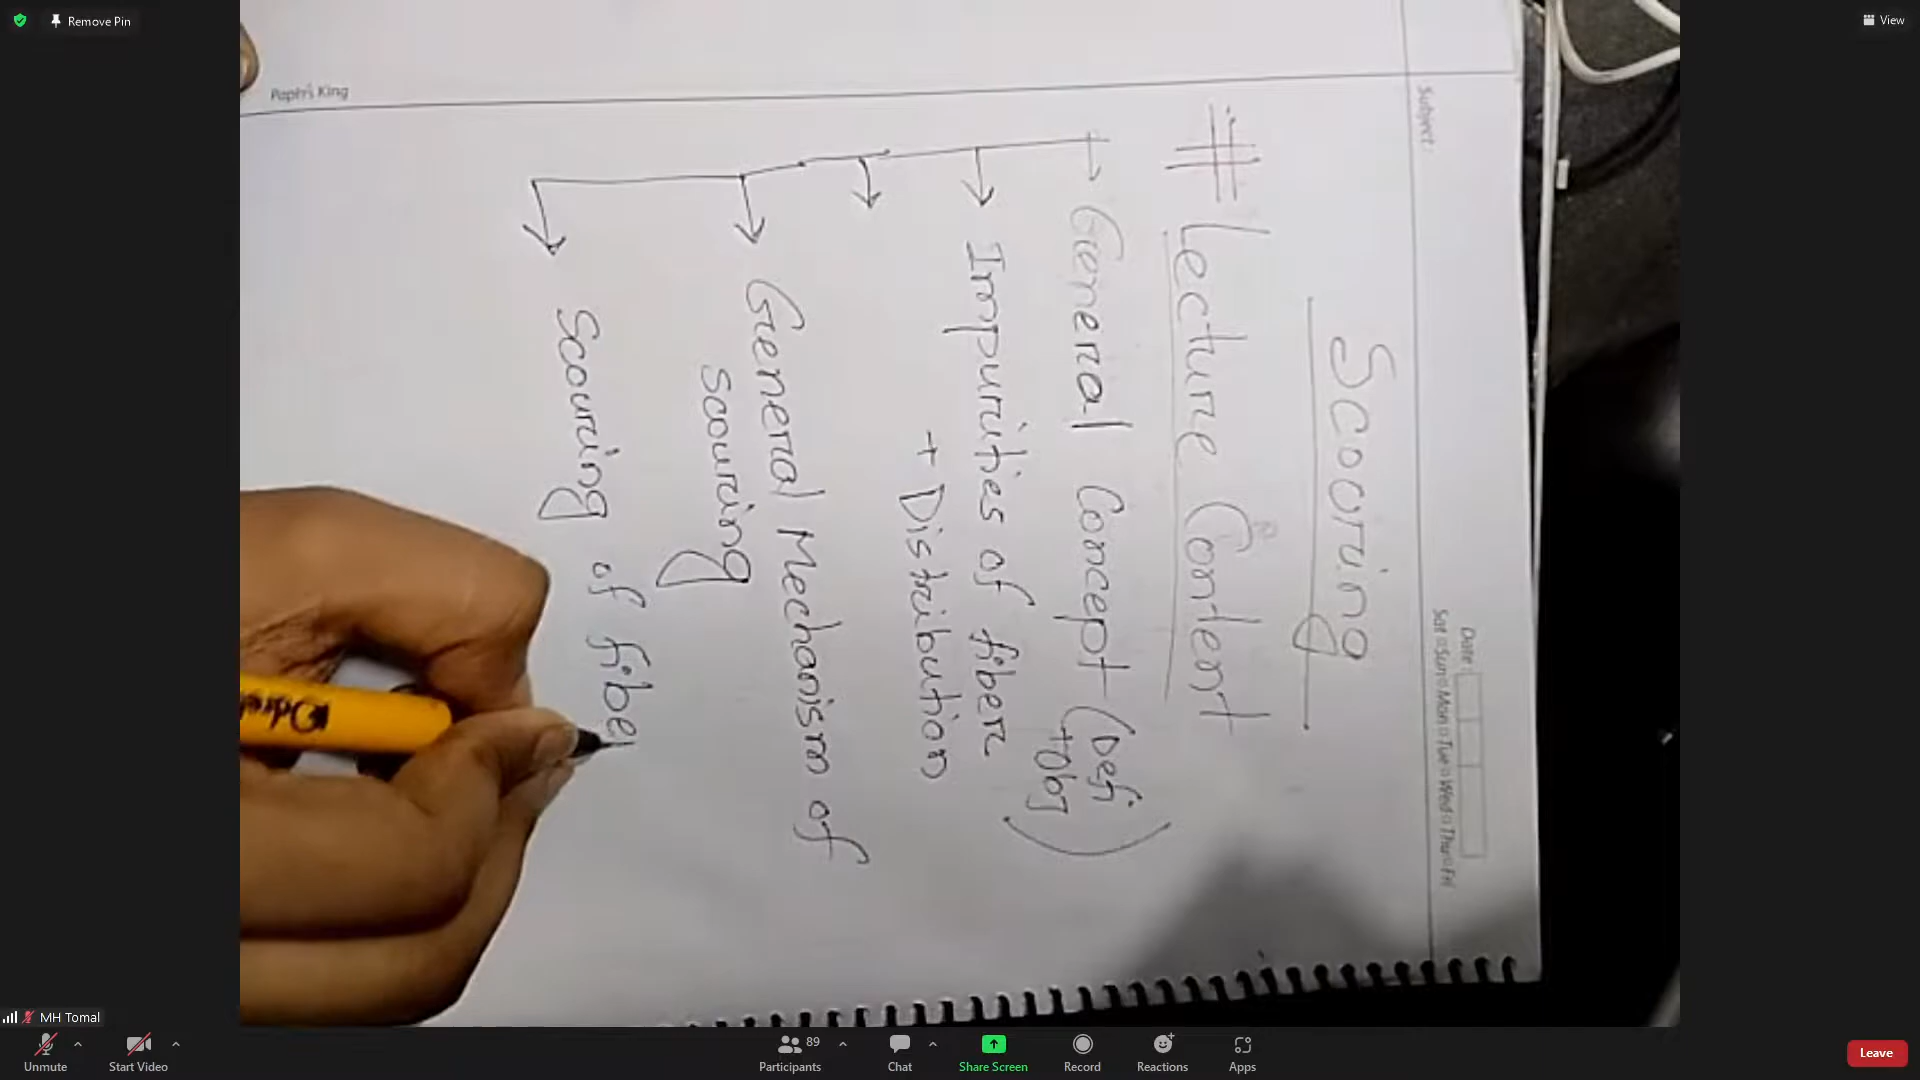 Remove Pin
View
Paper's King
Subject:
Date:
Sat Sun Mon Tue Wed Thu Fri
Scouring
# Lecture Content
General Concept (Defi
+Obj)
Impurities of fiber
+ Distribution
General Mechanism of
scouring
Scouring of fibe
MH Tomal
Unmute
Start Video
89
Participants
Chat
Share Screen
Record
Reactions
Apps
Leave